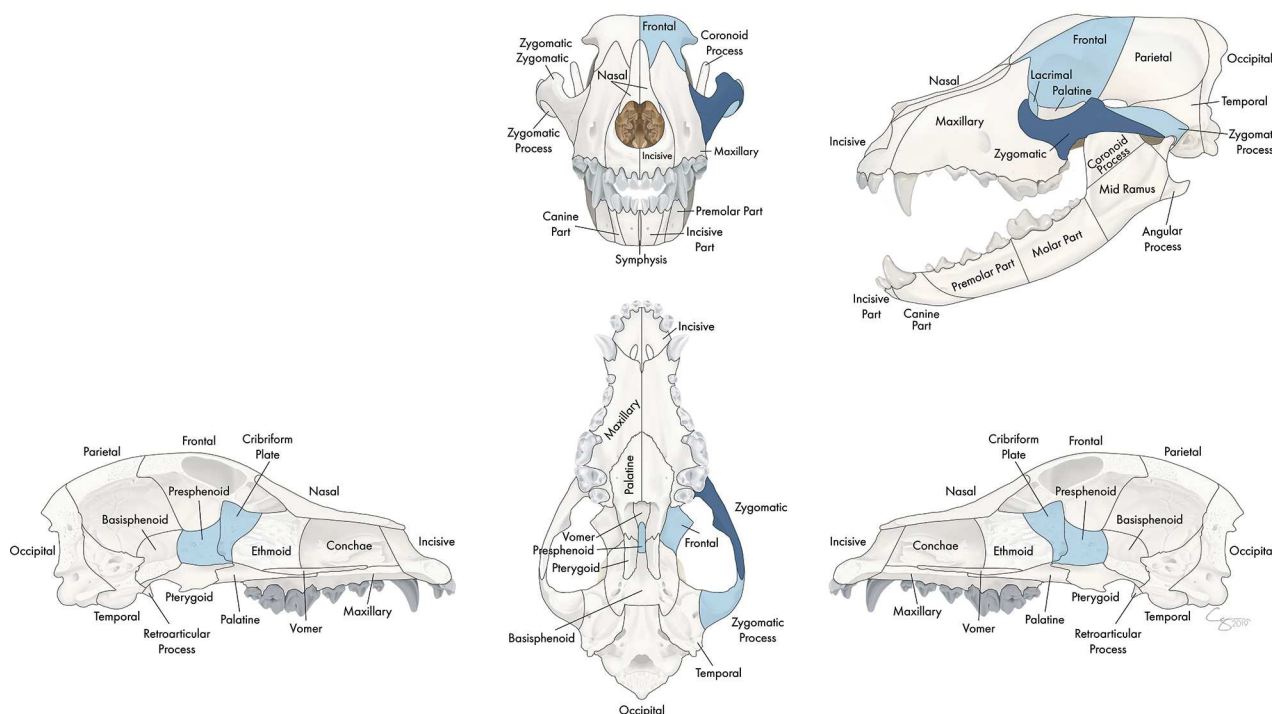 Frontal
Zygomatic
Zygomatic
Coronoid
Process
Nasal
Zygomatic
Process
Incisive
Maxillary
Canine
Part
Premolar Part
Incisive
Part
Symphysis
Frontal
Parietal
Occipital
Nasal
Lacrimal
Palatine
Temporal
Maxillary
Incisive
Zygomatic
Zygomat
Process
Coronoid
Process
Mid Ramus
Angular
Process
Molar Part
Premolar Part
Incisive
Part
Canine
Part
Incisive
Maxillary
Palatine
Zygomatic
Vomer
Presphenoid
Frontal
Pterygoid
Basisphenoid
Zygomatic
Process
Temporal
Occipital
Parietal
Frontal
Cribriform
Plate
Presphenoid
Nasal
Basisphenoid
Occipital
Ethmoid
Conchae
Incisive
Temporal
Pterygoid
Palatine
Maxillary
Retroarticular
Process
Vomer
Cribriform
Plate
Frontal
Parietal
Nasal
Presphenoid
Basisphenoid
Incisive
Conchae
Ethmoid
Occipita
Maxillary
Vomer
Palatine
Pterygoid
Temporal
Retroarticular
Process
2019